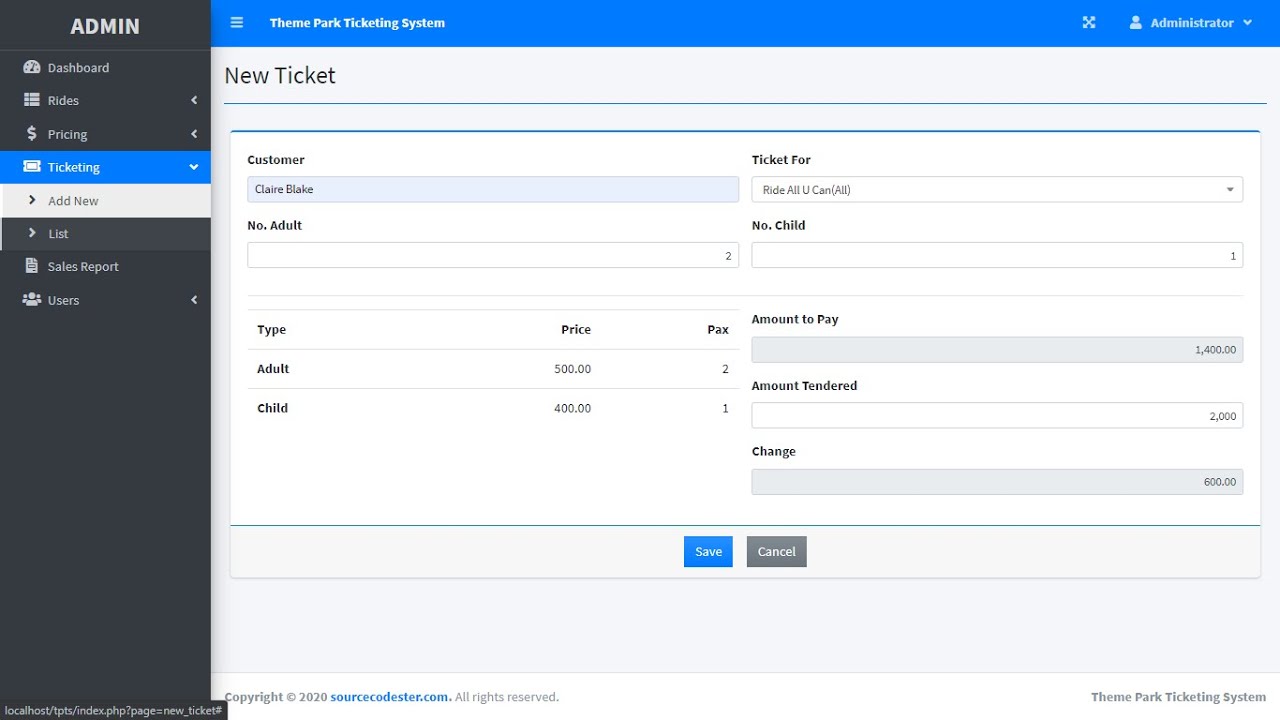 ADMIN
Theme Park Ticketing System
Administrator
Dashboard
Rides
Pricing
Ticketing
Add New
List
Sales Report
Users
New Ticket
Customer
Ticket For
Claire Blake
Ride All U Can(All)
No. Adult
No. Child
2
1
Type Price Pax
Adult 500.00 2
Child 400.00 1
Amount to Pay
1,400.00
Amount Tendered
2,000
Change
600.00
Save
Cancel
Copyright © 2020 sourcecodester.com. All rights reserved.
Theme Park Ticketing System
localhost/tpts/index.php?page=new_ticket#